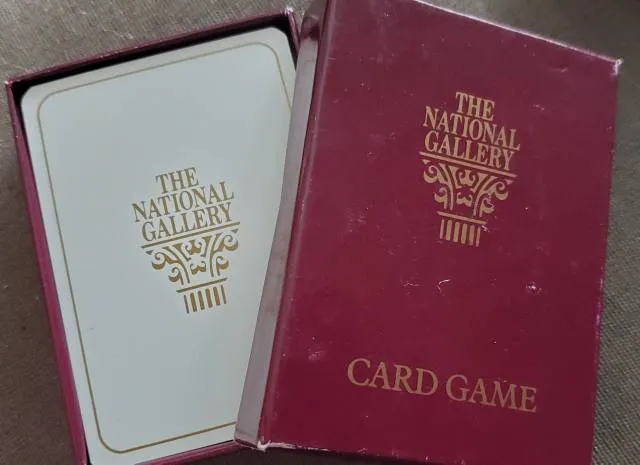 THE
NATIONAL
GALLERY
THE
NATIONAL
GALLERY
CARD GAME